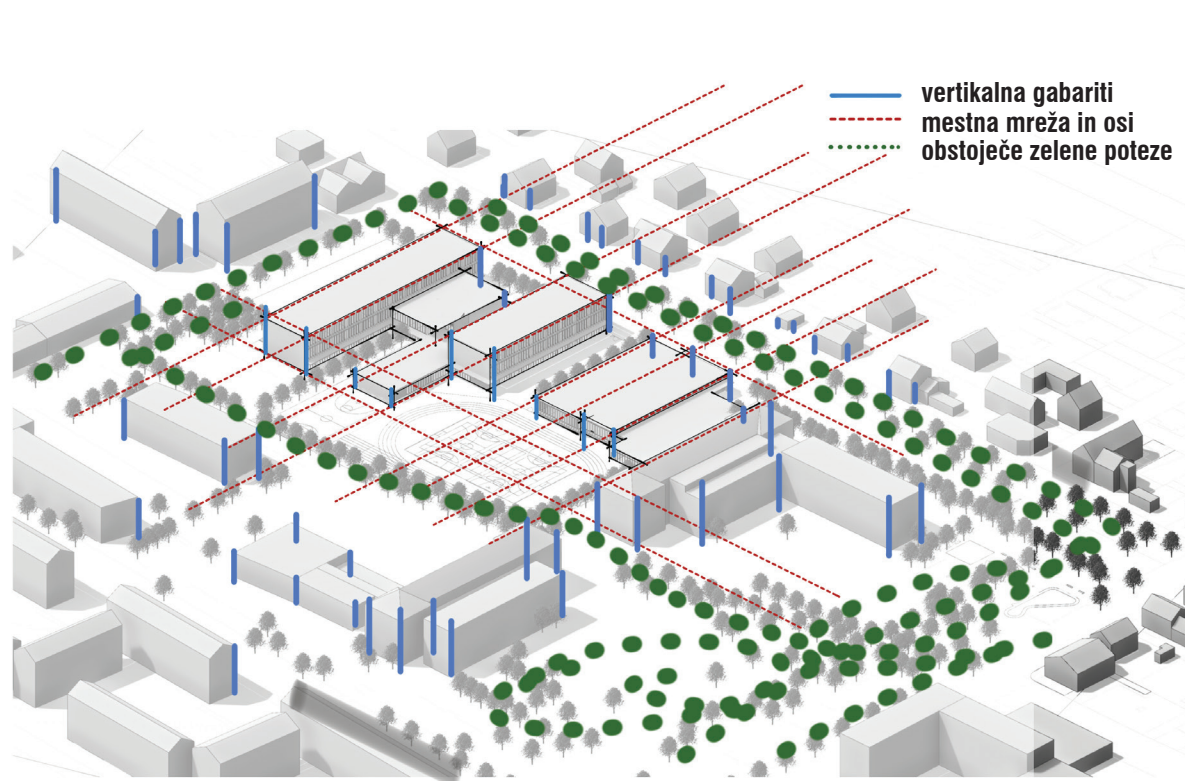 vertikalna gabariti
mestna mreža in osi
obstoječe zelene poteze